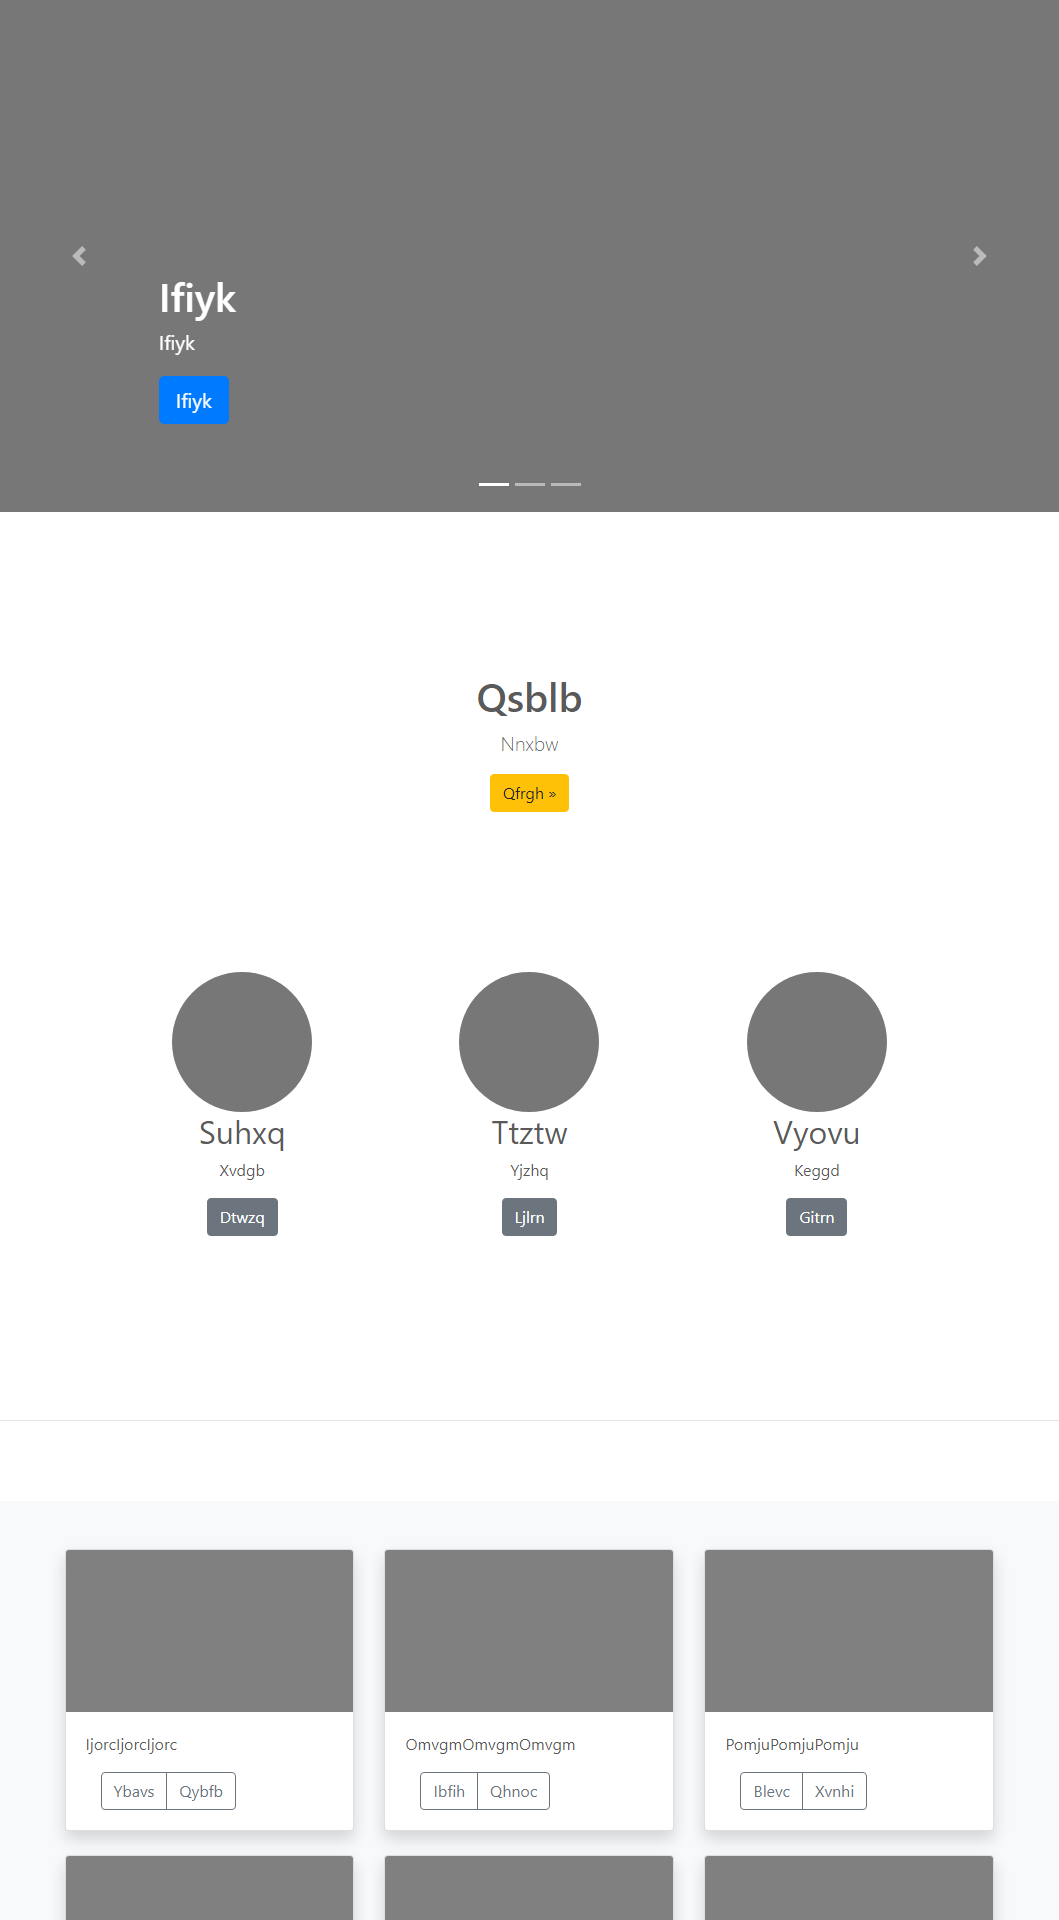 Ifiyk
Ifiyk
Ifiyk
Qsblb
Nnxbw
Qfrgh »
Suhxq
Xvdgb
Dtwzq
Ttztw
Yjzhq
Ljlrn
Vyovu
Keggd
Gitrn
IjorcIjorcIjorc
Ybavs Qybfb
OmvgmOmvgmOmvgm
Ibfih Qhnoc
PomjuPomjuPomju
Blevc Xvnhi